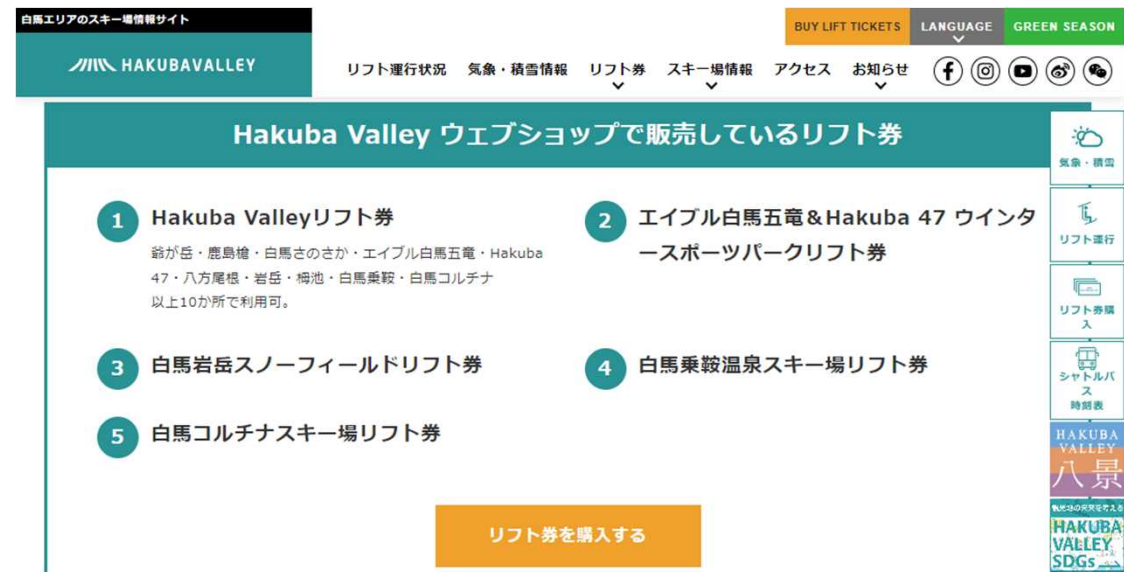 白馬エリアのスキー場情報サイト
BUY LIFT TICKETS
LANGUAGE
GREEN SEASON
HAKUBAVALLEY
リフト運行状況
気象・積雪情報
リフト券
スキー場情報
アクセス
お知らせ
Hakuba Valley ウェブショップで販売しているリフト券
1
Hakuba Valleyリフト券
爺が岳・鹿島槍・白馬さのさか・エイブル白馬五竜・Hakuba
47・八方尾根・岩岳・栂池・白馬乗鞍・白馬コルチナ
以上10か所で利用可。
2
エイブル白馬五竜&Hakuba 47 ウインタ
ースポーツパークリフト券
3
白馬岩岳スノーフィールドリフト券
4
白馬乗鞍温泉スキー場リフト券
5
白馬コルチナスキー場リフト券
リフト券を購入する
気象・積雪
リフト運行
リフト券購
入
シャトルバ
ス
時刻表
HAKUBA
VALLEY
八景
観光地の未来を考える
HAKUBA
VALLEY
SDGs